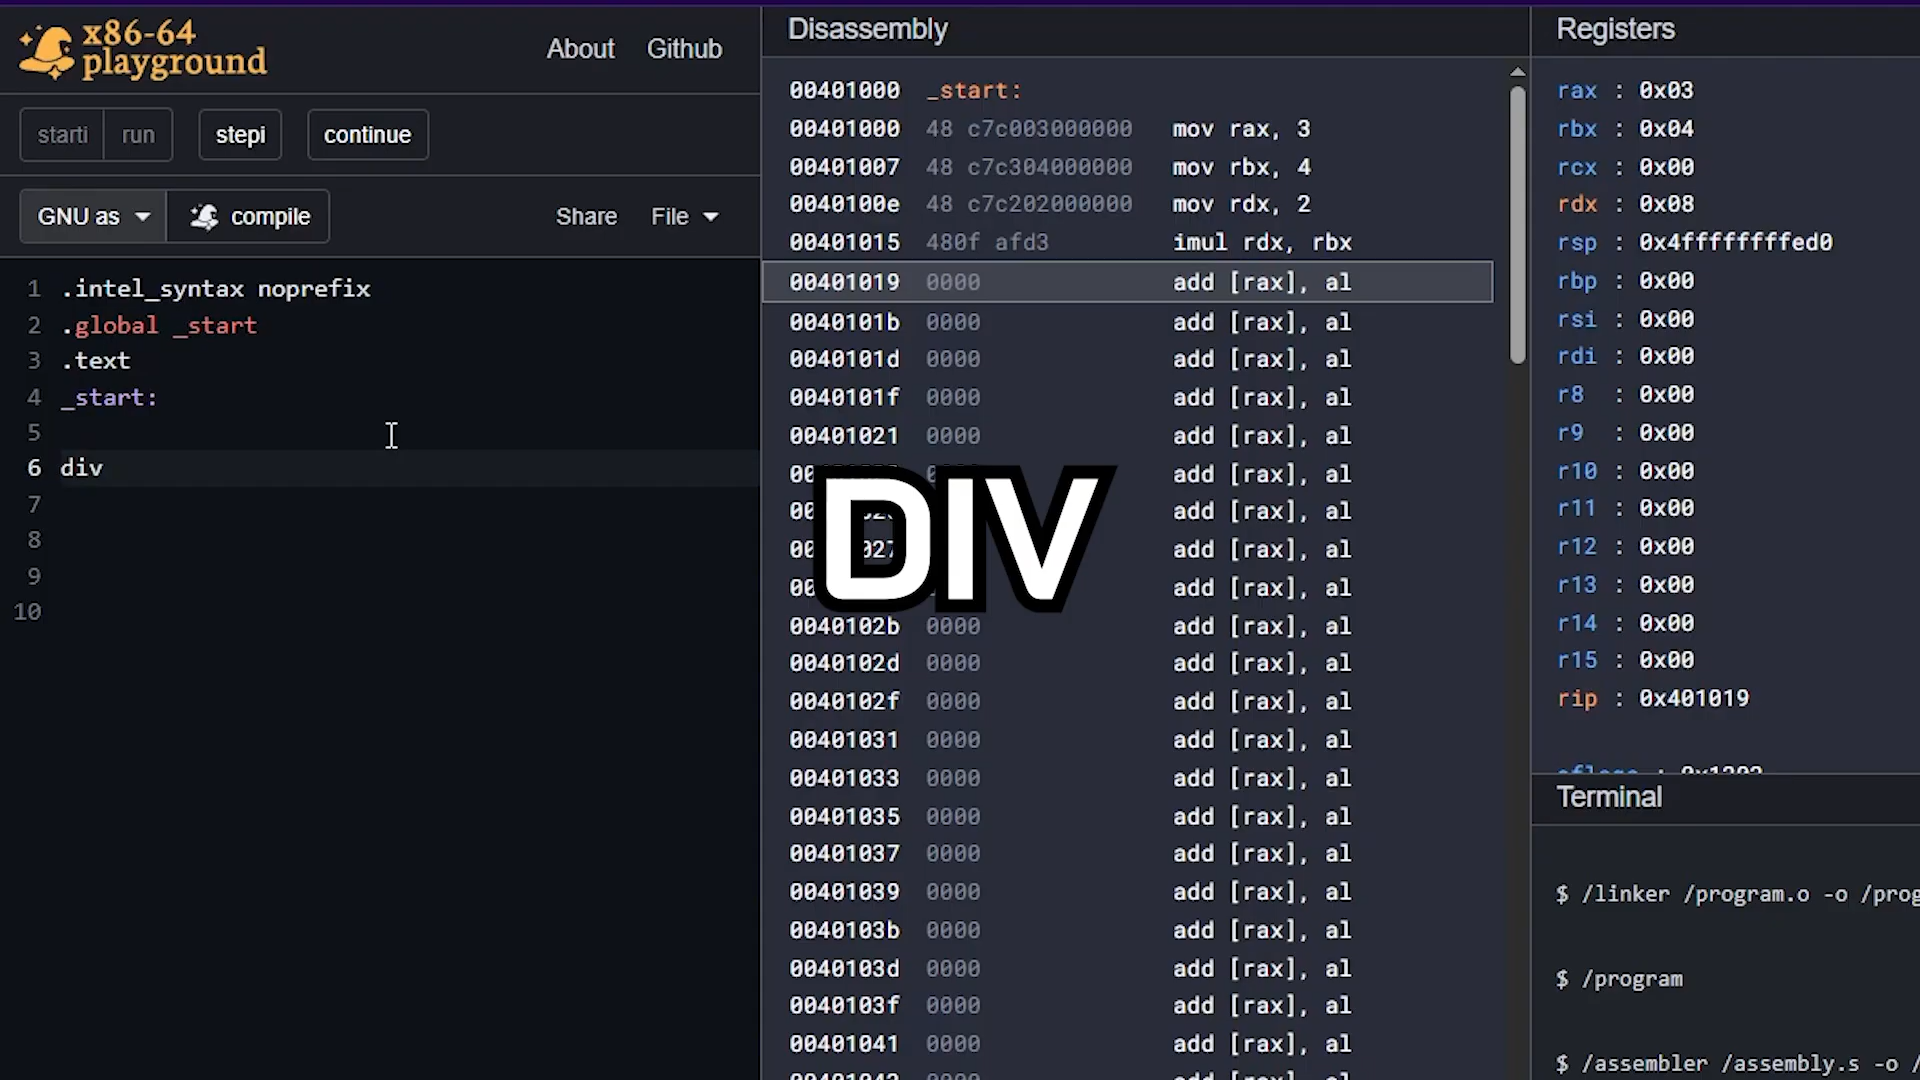 x86-64
playground
About Github
starti run stepi continue
GNU as compile Share File
1 .intel_syntax noprefix
2 .global _start
3 .text
4 _start:
5
6 div
7
8
9
10
Disassembly
00401000 _start:
00401000 48 c7c003000000 mov rax, 3
00401007 48 c7c304000000 mov rbx, 4
0040100e 48 c7c202000000 mov rdx, 2
00401015 480f afd3 imul rdx, rbx
00401019 0000 add [rax], al
0040101b 0000 add [rax], al
0040101d 0000 add [rax], al
0040101f 0000 add [rax], al
00401021 0000 add [rax], al
add [rax], al
add [rax], al
add [rax], al
add [rax], al
DIV
0040102b 0000 add [rax], al
0040102d 0000 add [rax], al
0040102f 0000 add [rax], al
00401031 0000 add [rax], al
00401033 0000 add [rax], al
00401035 0000 add [rax], al
00401037 0000 add [rax], al
00401039 0000 add [rax], al
0040103b 0000 add [rax], al
0040103d 0000 add [rax], al
0040103f 0000 add [rax], al
00401041 0000 add [rax], al
Registers
rax : 0x03
rbx : 0x04
rcx : 0x00
rdx : 0x08
rsp : 0x4ffffffffed0
rbp : 0x00
rsi : 0x00
rdi : 0x00
r8 : 0x00
r9 : 0x00
r10 : 0x00
r11 : 0x00
r12 : 0x00
r13 : 0x00
r14 : 0x00
r15 : 0x00
rip : 0x401019
Terminal
$ /linker /program.o -o /prog
$ /program
$ /assembler /assembly.s -o /